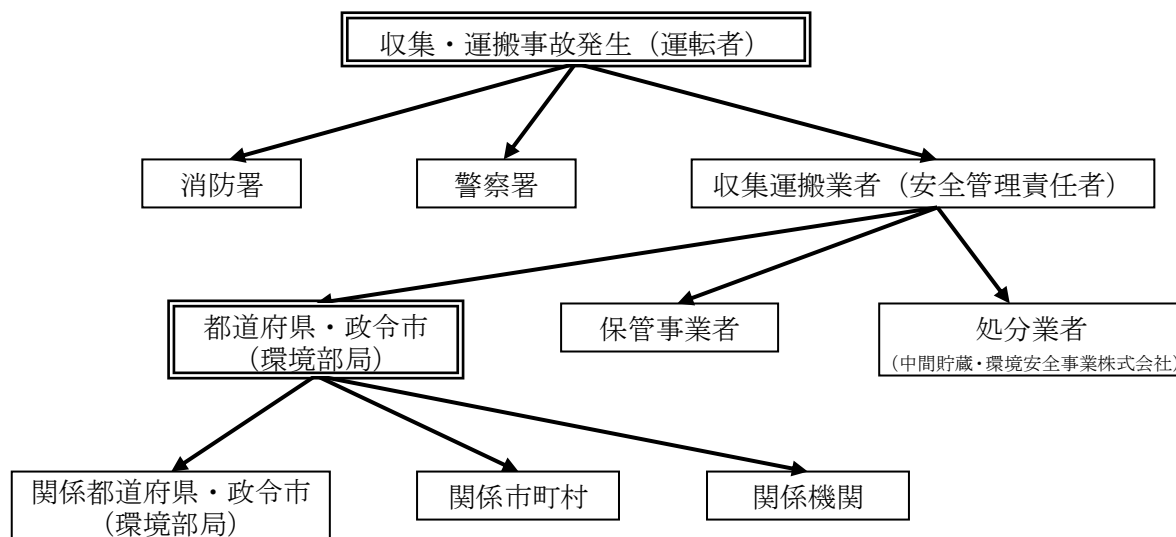 収集・運搬事故発生（運転者）
消防署
警察署
収集運搬業者（安全管理責任者）
都道府県・政令市
（環境部局）
保管事業者
処分業者
（中間貯蔵・環境安全事業株式会社）
関係都道府県・政令市
（環境部局）
関係市町村
関係機関